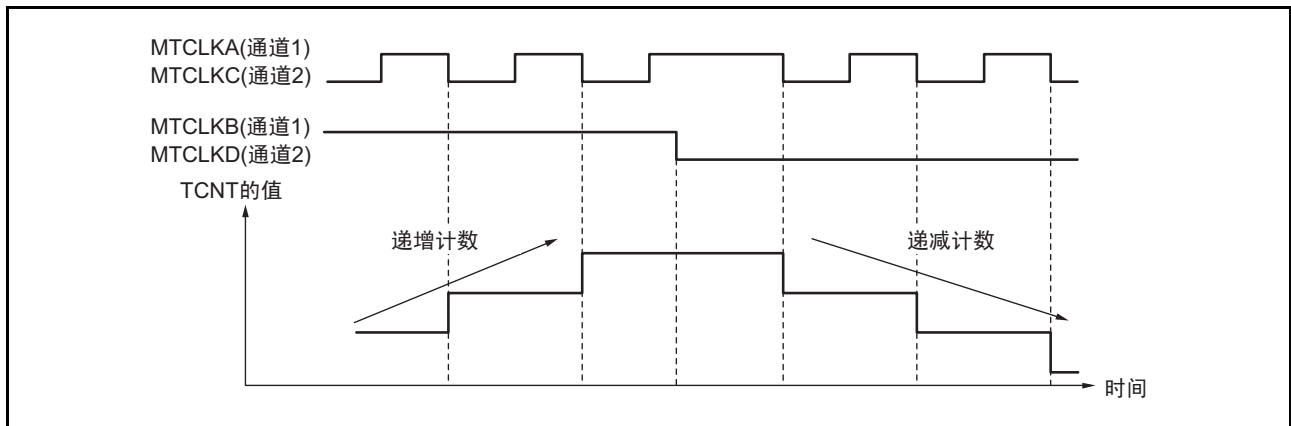 MTCLKA(通道1)
MTCLKC(通道2)
MTCLKB(通道1)
MTCLKD(通道2)
TCNT的值
递增计数
递减计数
时间